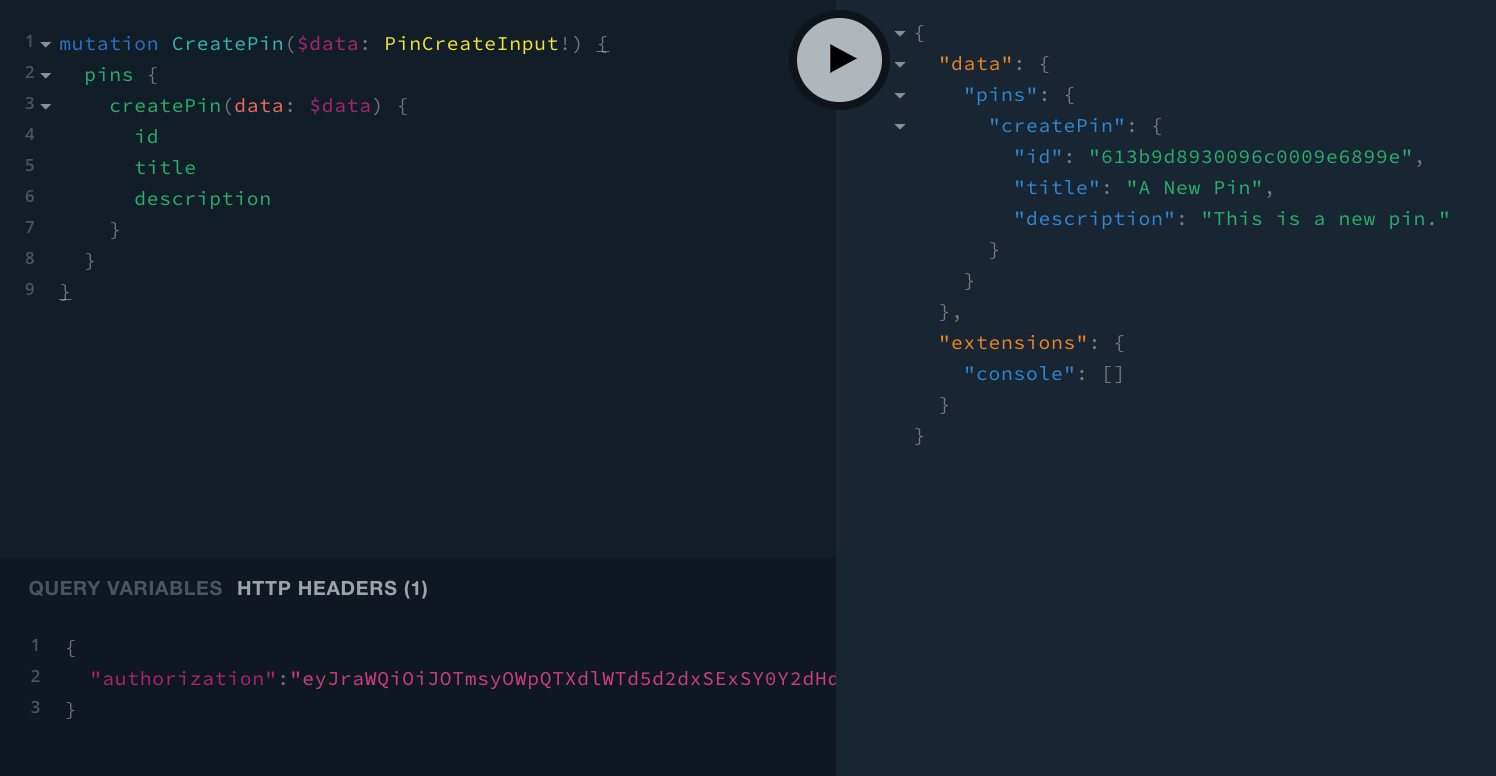 1 mutation CreatePin($data: PinCreateInput!) {
2 pins {
3 createPin(data: $data) {
4 id
5 title
6 description
7 }
8 }
9 }
QUERY VARIABLES HTTP HEADERS (1)
1 {
2 "authorization":"eyJraWQiOiJOTmsyOWpQTXdlWTd5d2dxSExSY0Y2dHd
3 }
{
"data": {
"pins": {
"createPin": {
"id": "613b9d8930096c0009e6899e",
"title": "A New Pin",
"description": "This is a new pin."
}
}
},
"extensions": {
"console": []
}
}